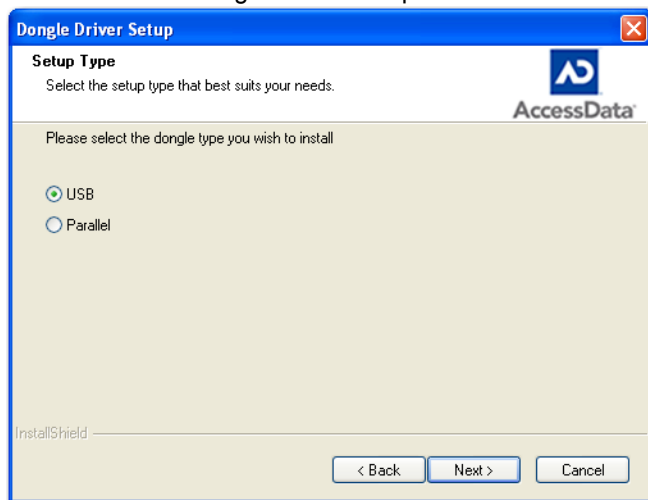 Dongle Driver Setup
Setup Type
Select the setup type that best suits your needs.
AccessData
Please select the dongle type you wish to install
USB
Parallel
InstallShield
< Back
Next >
Cancel